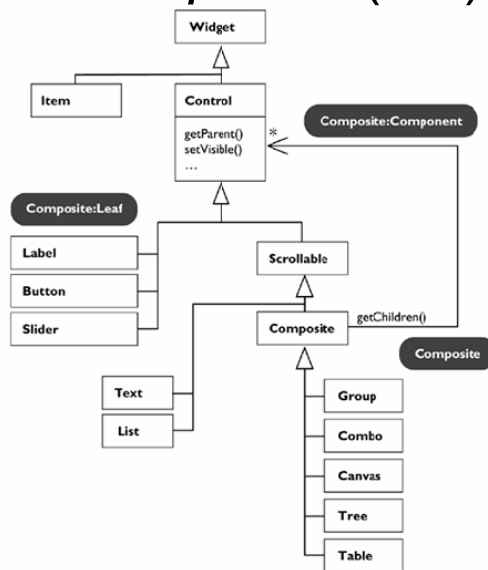 Widget
Item
Control
getParent()
setVisible()
...
*
Composite:Component
Composite:Leaf
Label
Button
Slider
Scrollable
Composite
getChildren()
Composite
Text
List
Group
Combo
Canvas
Tree
Table